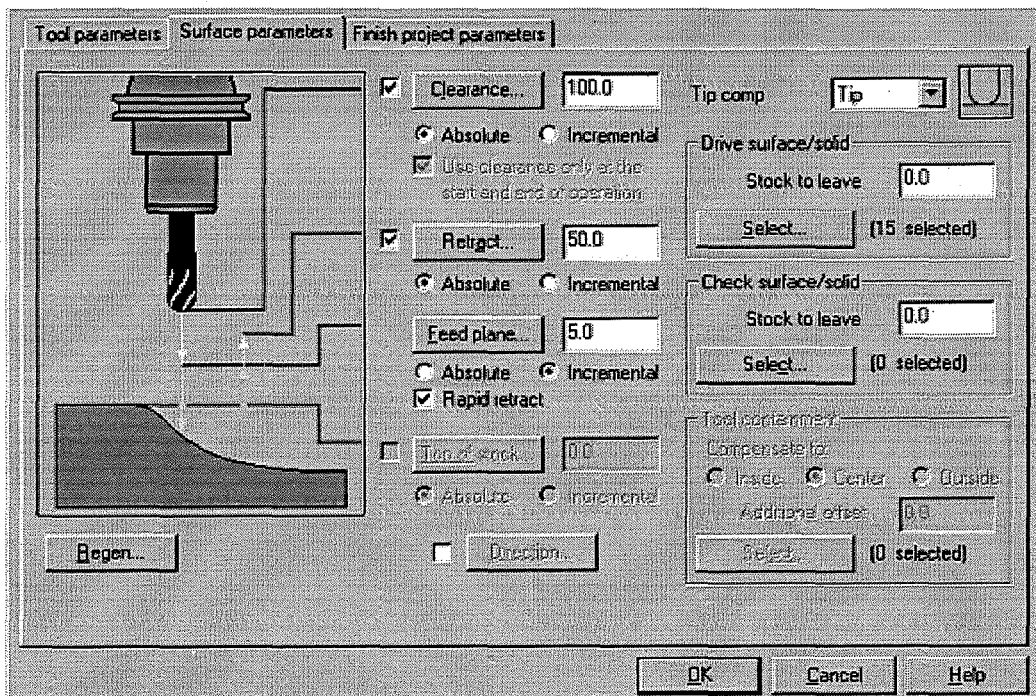 Tool parameters Surface parameters Finish project parameters
Clearance... 100.0
Absolute Incremental
Use clearance only at the
start and end of operation
Retract... 50.0
Absolute Incremental
Feed plane... 5.0
Absolute Incremental
Rapid retract
Top of stock... 0.0
Absolute Incremental
Direction...
Regen...
Tip comp Tip
Drive surface/solid
Stock to leave 0.0
Select... (15 selected)
Check surface/solid
Stock to leave 0.0
Select... (0 selected)
Tool containment
Compensate to:
Inside Center Outside
Additional offset 0.0
Select... (0 selected)
OK Cancel Help